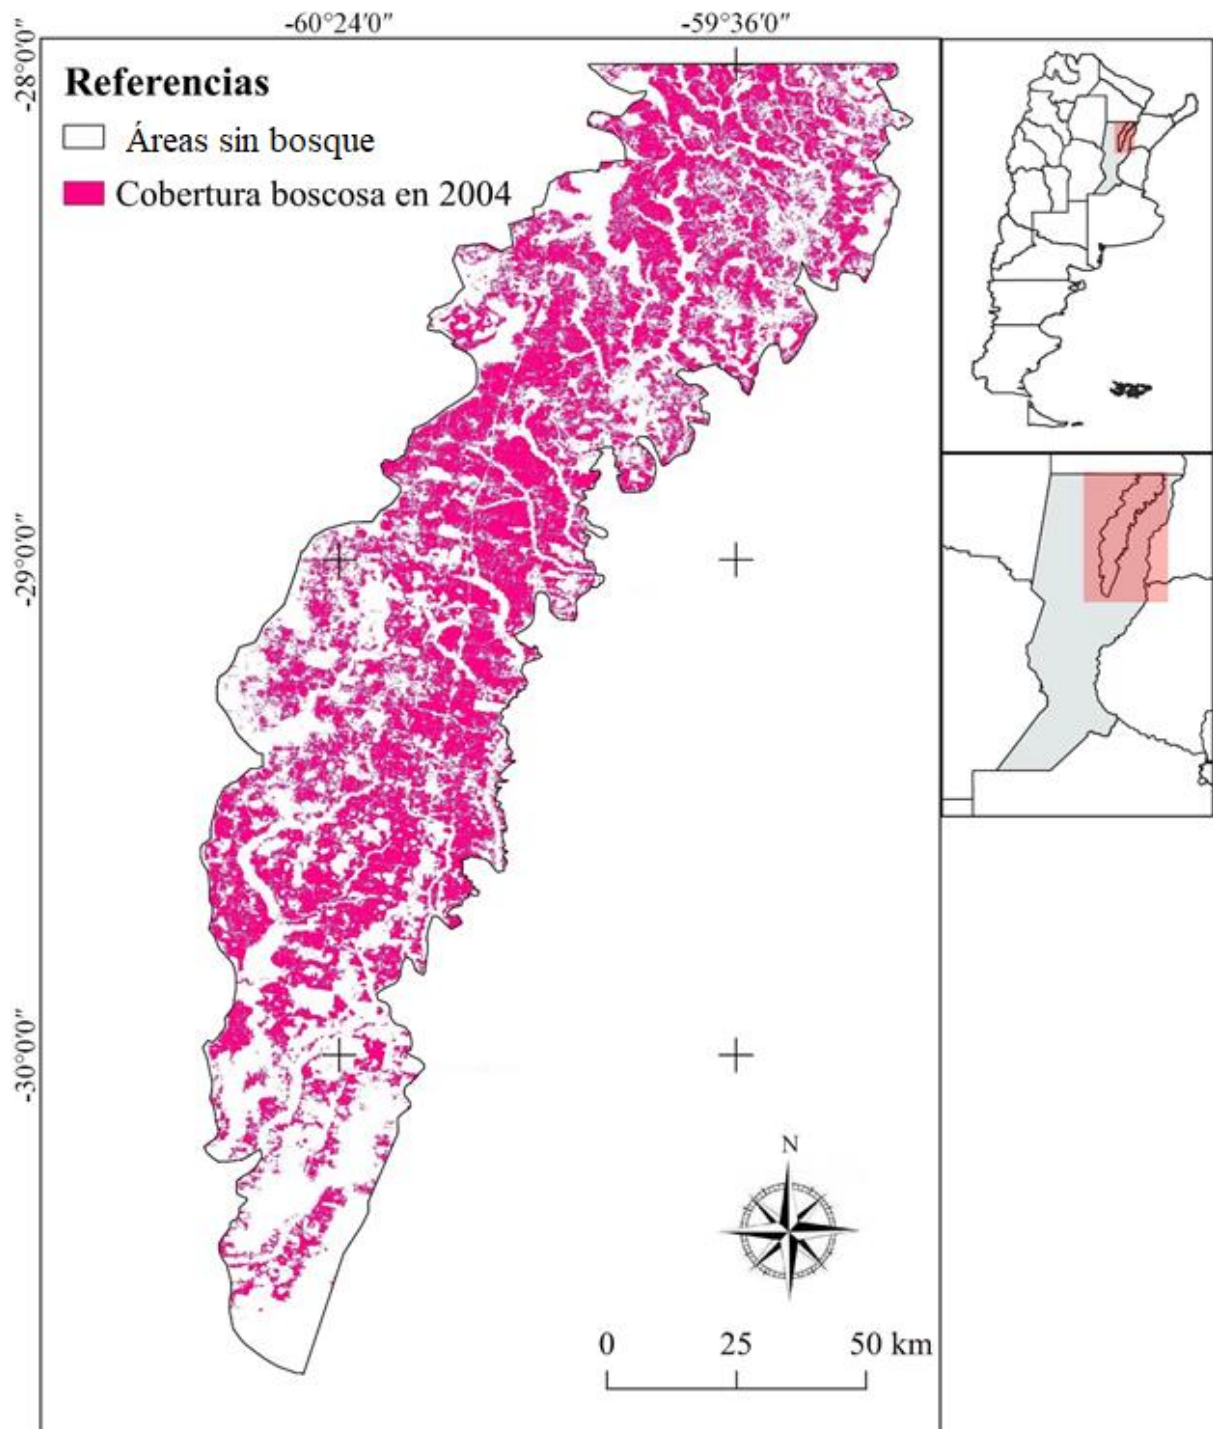 -60°24'0" -59°36'0"
-28°0'0"
Referencias
Áreas sin bosque
Cobertura boscosa en 2004
-29°0'0"
-30°0'0"
N
0 25 50 km